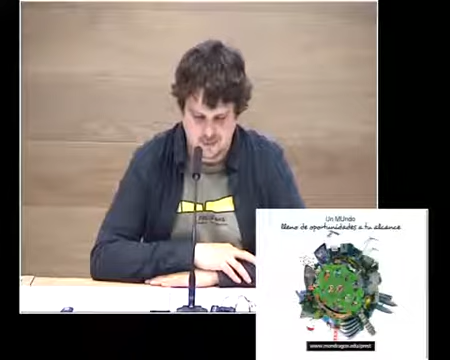 Un MUndo
lleno de oportunidades a tu alcance
www.mondragon.edu/prest